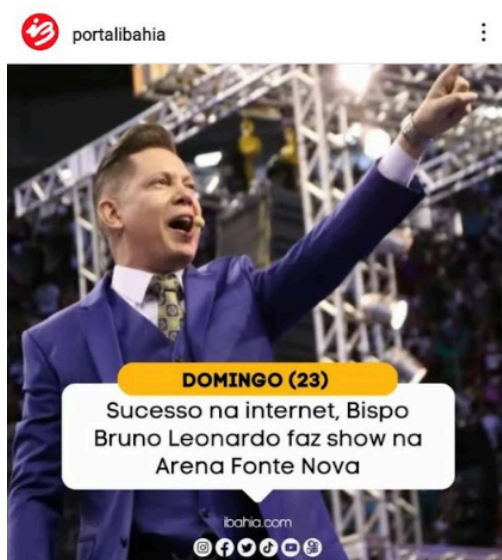 portalibahia
DOMINGO (23)
Sucesso na internet, Bispo
Bruno Leonardo faz show na
Arena Fonte Nova
ibahia.com